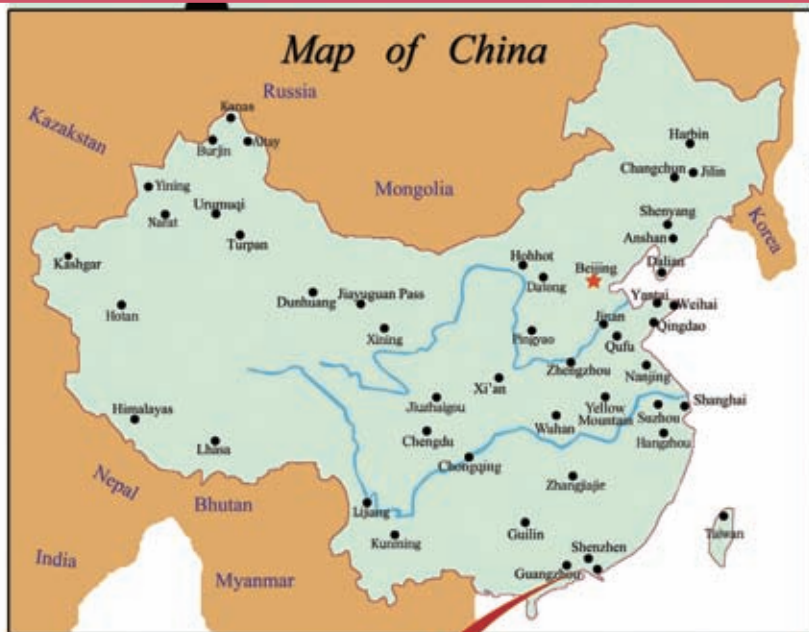 Map of China
Russia
Kanas
Kazakstan
Altay
Burjin
Harbin
Mongolia
Changchun
Jilin
Yining
Urumuqi
Narat
Shenyang
Korea
Turpan
Anshan
Kashgar
Hohhot
Beijing
Dalian
Datong
Dunhuang
Jiayuguan Pass
Yantai
Weihai
Hotan
Jinan
Qingdao
Xining
Pingyao
Qufu
Zhengzhou
Nanjing
Xi'an
Shanghai
Himalayas
Jiuzhaigou
Yellow
Mountain
Suzhou
Wuhan
Chengdu
Hangzhou
Lhasa
Chongqing
Nepal
Zhangjiajie
Bhutan
Lijiang
Guilin
Taiwan
Kunming
Shenzhen
India
Guangzhou
Myanmar